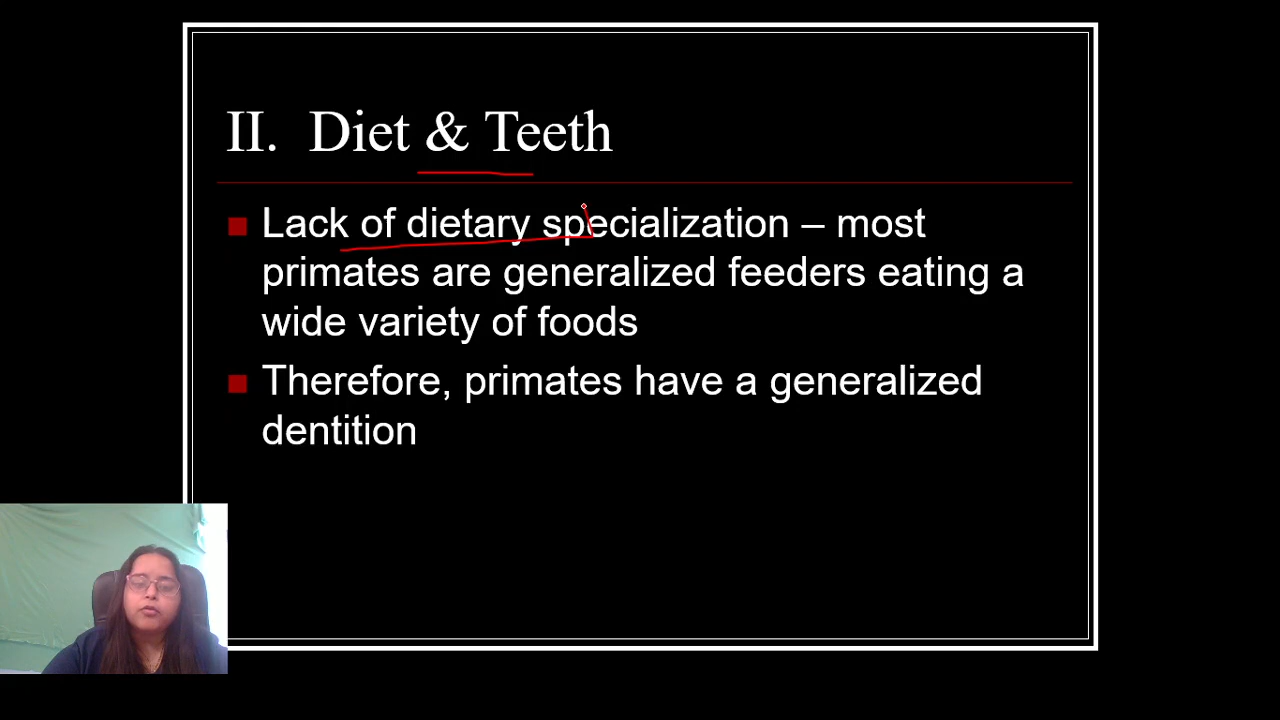 II. Diet & Teeth
Lack of dietary specialization – most
primates are generalized feeders eating a
wide variety of foods
Therefore, primates have a generalized
dentition